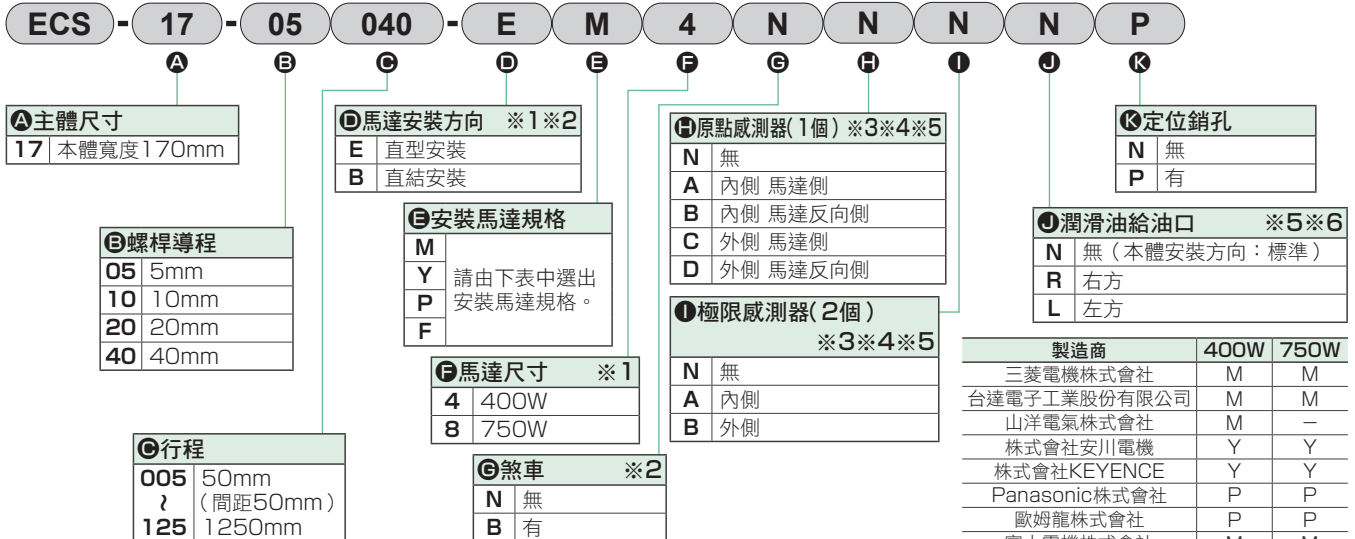 ECS - 17 - 05 040 - E M 4 N N N N P
A B C D E F G H I J K
A主體尺寸
17 本體寬度170mm
B螺桿導程
05 5mm
10 10mm
20 20mm
40 40mm
C行程
005 50mm
~ (間距50mm)
125 1250mm
D馬達安裝方向 ※1※2
E 直型安裝
B 直結安裝
E安裝馬達規格
M
Y
P
F
請由下表中選出
安裝馬達規格。
F馬達尺寸 ※1
4 400W
8 750W
G煞車 ※2
N 無
B 有
H原點感測器(1個)※3※4※5
N 無
A 內側 馬達側
B 內側 馬達反向側
C 外側 馬達側
D 外側 馬達反向側
I極限感測器(2個)
※3※4※5
N 無
A 內側
B 外側
K定位銷孔
N 無
P 有
J潤滑油給油口 ※5※6
N 無(本體安裝方向:標準)
R 右方
L 左方
製造商 400W 750W
三菱電機株式會社 M M
台達電子工業股份有限公司 M M
山洋電氣株式會社 M −
株式會社安川電機 Y Y
株式會社KEYENCE Y Y
Panasonic株式會社 P P
歐姆龍株式會社 P P